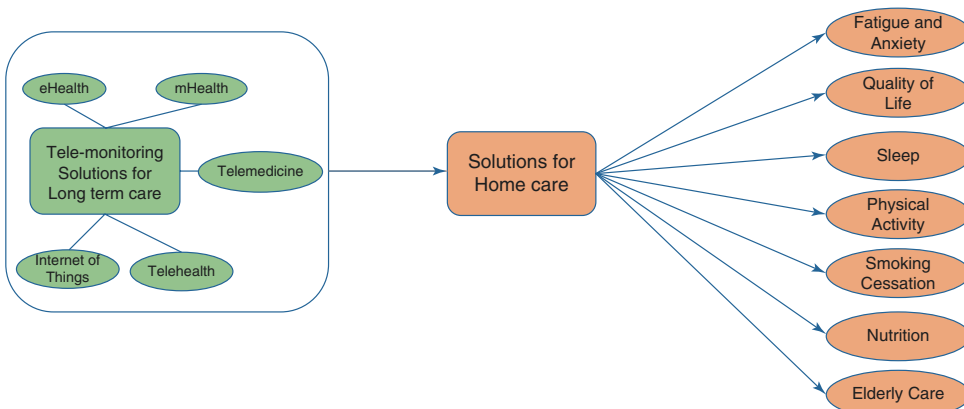 eHealth
mHealth
Tele-monitoring
Solutions for
Long term care
Telemedicine
Internet of
Things
Telehealth
Solutions for
Home care
Fatigue and
Anxiety
Quality of
Life
Sleep
Physical
Activity
Smoking
Cessation
Nutrition
Elderly Care